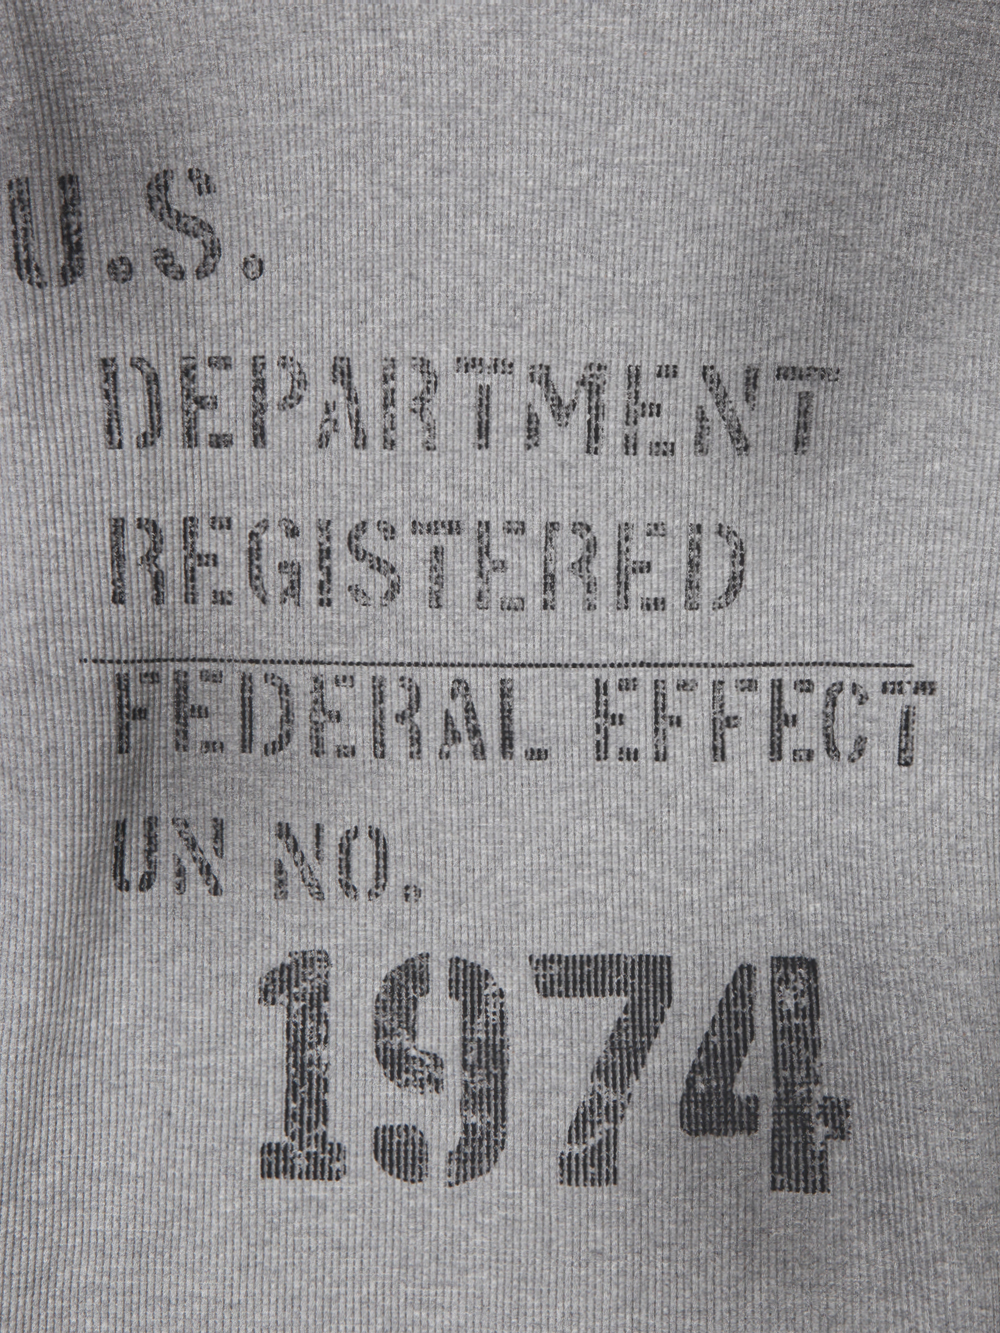 U.S.
DEPARTMENT
REGISTERED
FEDERAL EFFECT
UN NO.
1974